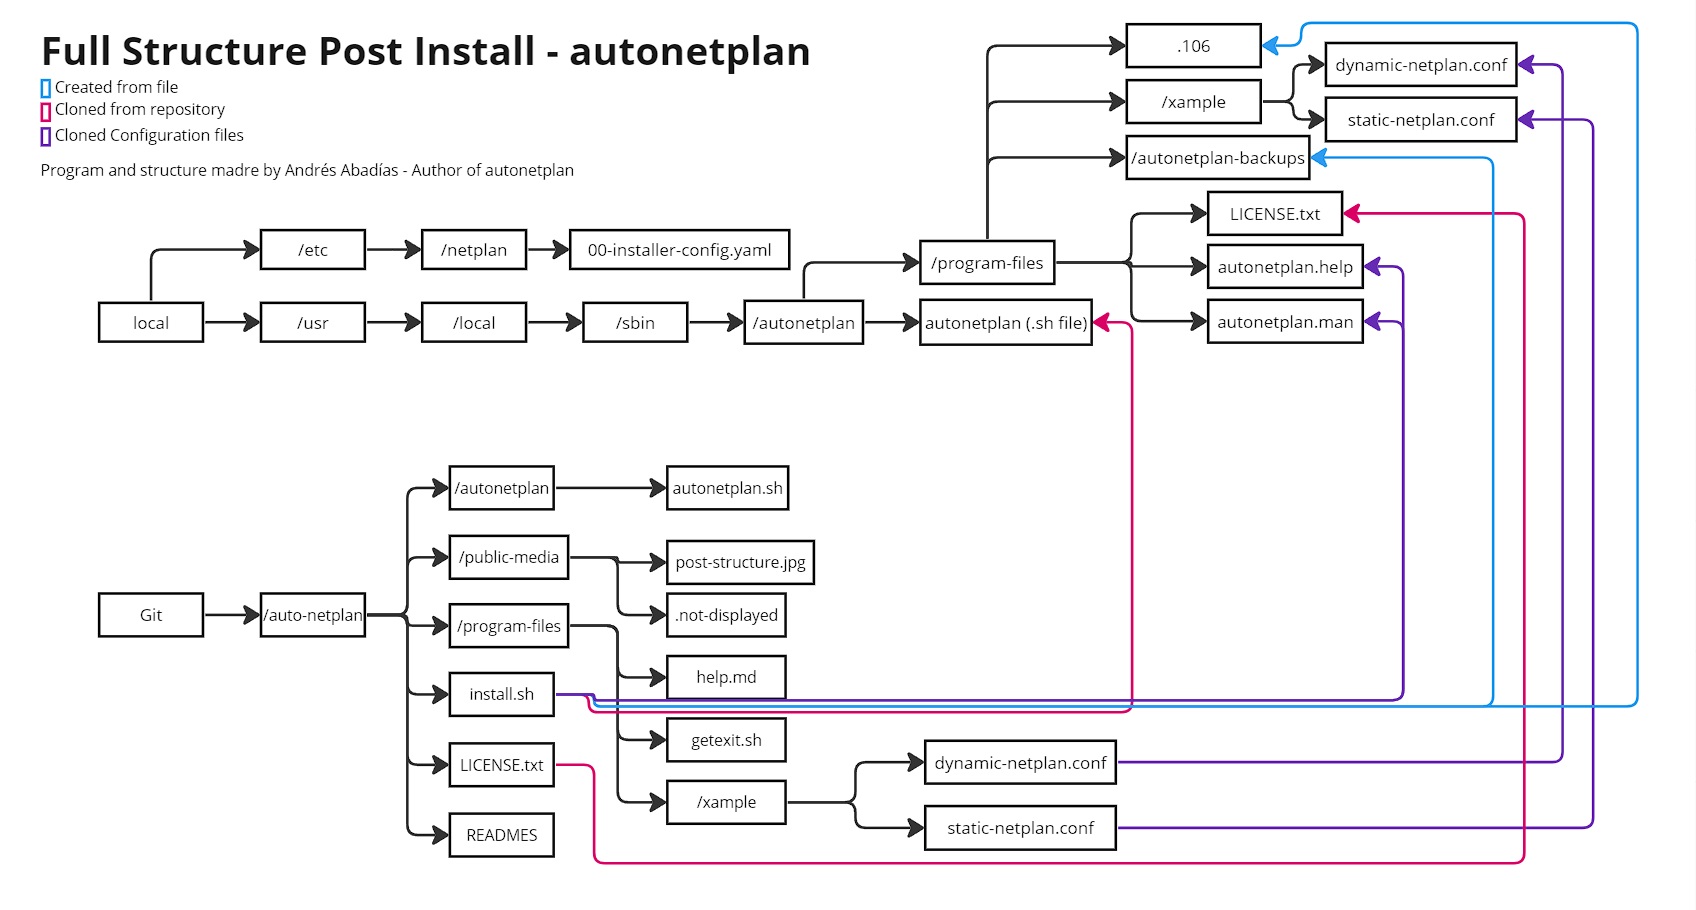 Full Structure Post Install - autonetplan
Created from file
Cloned from repository
Cloned Configuration files
Program and structure madre by Andrés Abadías - Author of autonetplan
.106
dynamic-netplan.conf
/xample
static-netplan.conf
/autonetplan-backups
LICENSE.txt
/etc
/netplan
00-installer-config.yaml
/program-files
autonetplan.help
local
/usr
/local
/sbin
/autonetplan
autonetplan (.sh file)
autonetplan.man
/autonetplan
autonetplan.sh
/public-media
post-structure.jpg
Git
/auto-netplan
.not-displayed
/program-files
help.md
install.sh
getexit.sh
LICENSE.txt
dynamic-netplan.conf
/xample
READMES
static-netplan.conf